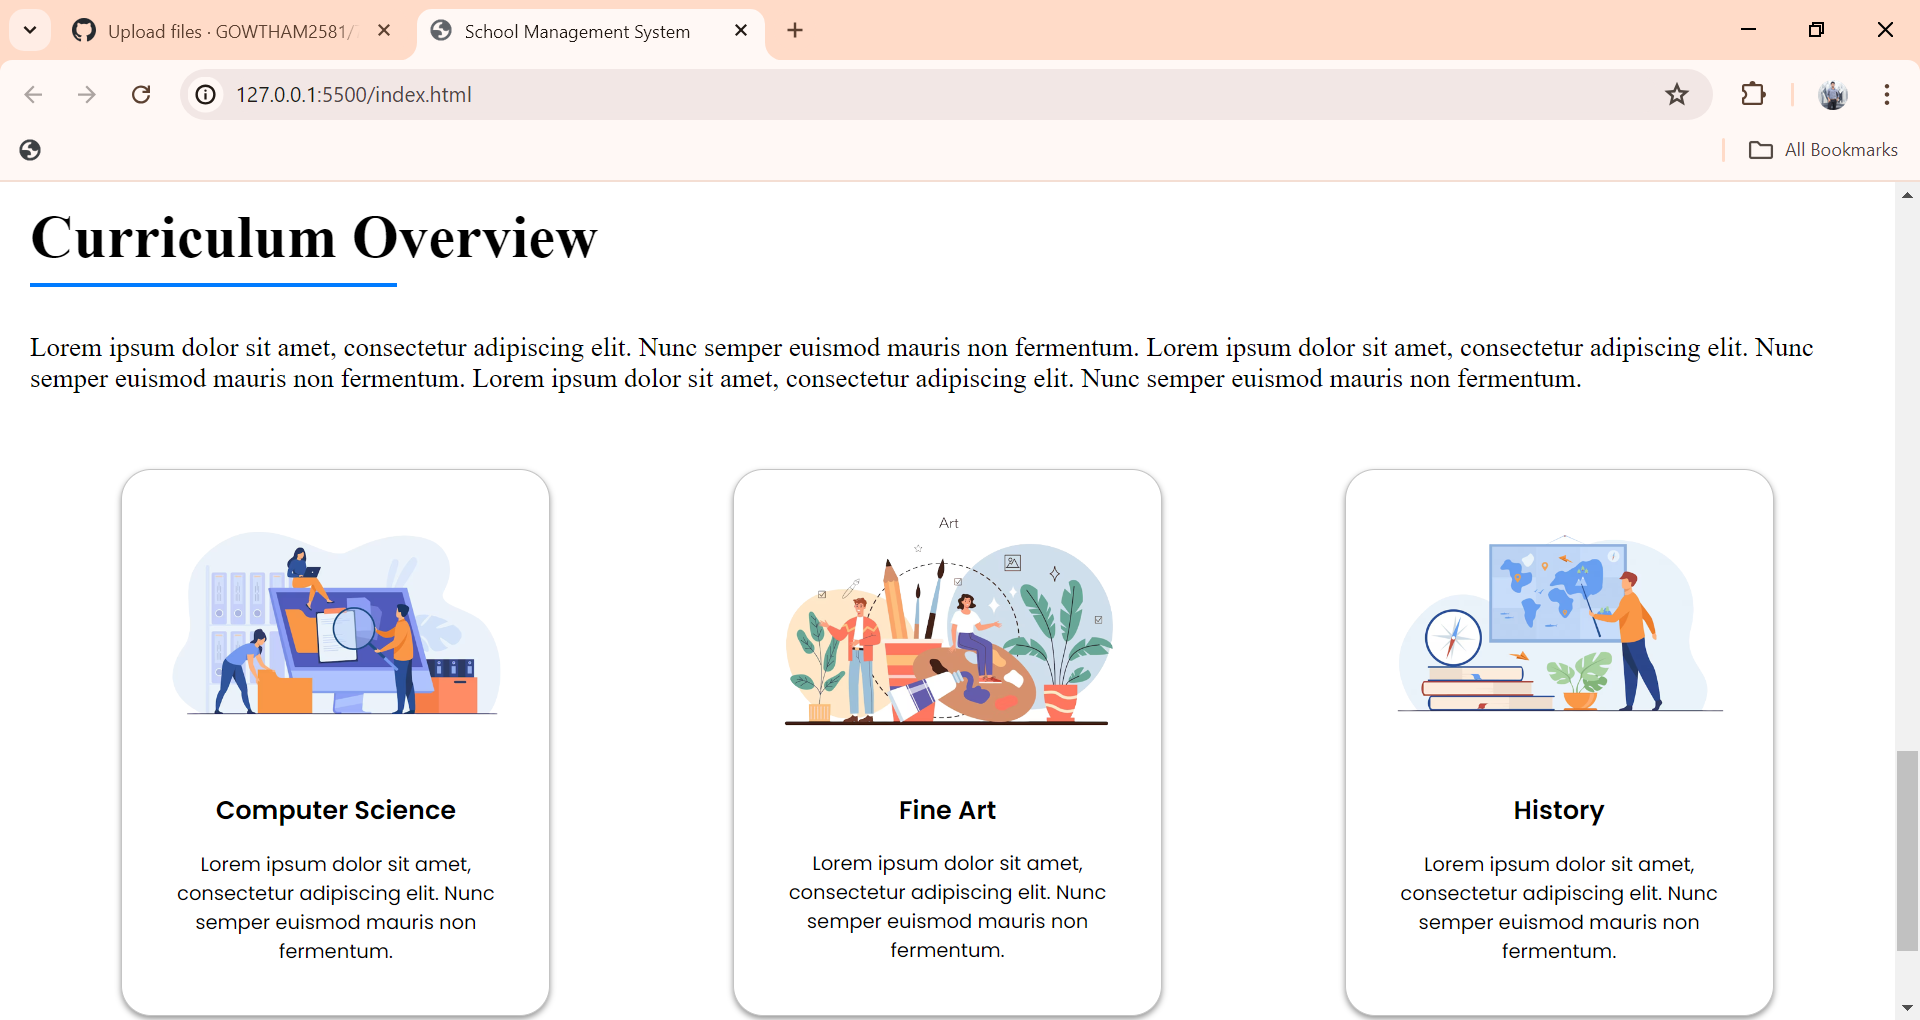 Upload files · GOWTHAM2581/
School Management System
127.0.0.1:5500/index.html
All Bookmarks
Curriculum Overview
Lorem ipsum dolor sit amet, consectetur adipiscing elit. Nunc semper euismod mauris non fermentum. Lorem ipsum dolor sit amet, consectetur adipiscing elit. Nunc
semper euismod mauris non fermentum. Lorem ipsum dolor sit amet, consectetur adipiscing elit. Nunc semper euismod mauris non fermentum.
Computer Science
Lorem ipsum dolor sit amet,
consectetur adipiscing elit. Nunc
semper euismod mauris non
fermentum.
Art
Fine Art
Lorem ipsum dolor sit amet,
consectetur adipiscing elit. Nunc
semper euismod mauris non
fermentum.
History
Lorem ipsum dolor sit amet,
consectetur adipiscing elit. Nunc
semper euismod mauris non
fermentum.